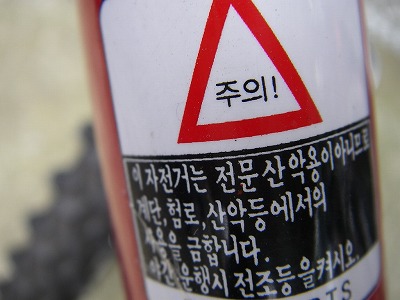 주의!
이 자전거는 전문 산악용이 아니므로
계단, 험로, 산악등에서의
사용을 금합니다.
야간 운행시 전조등을 켜시오.